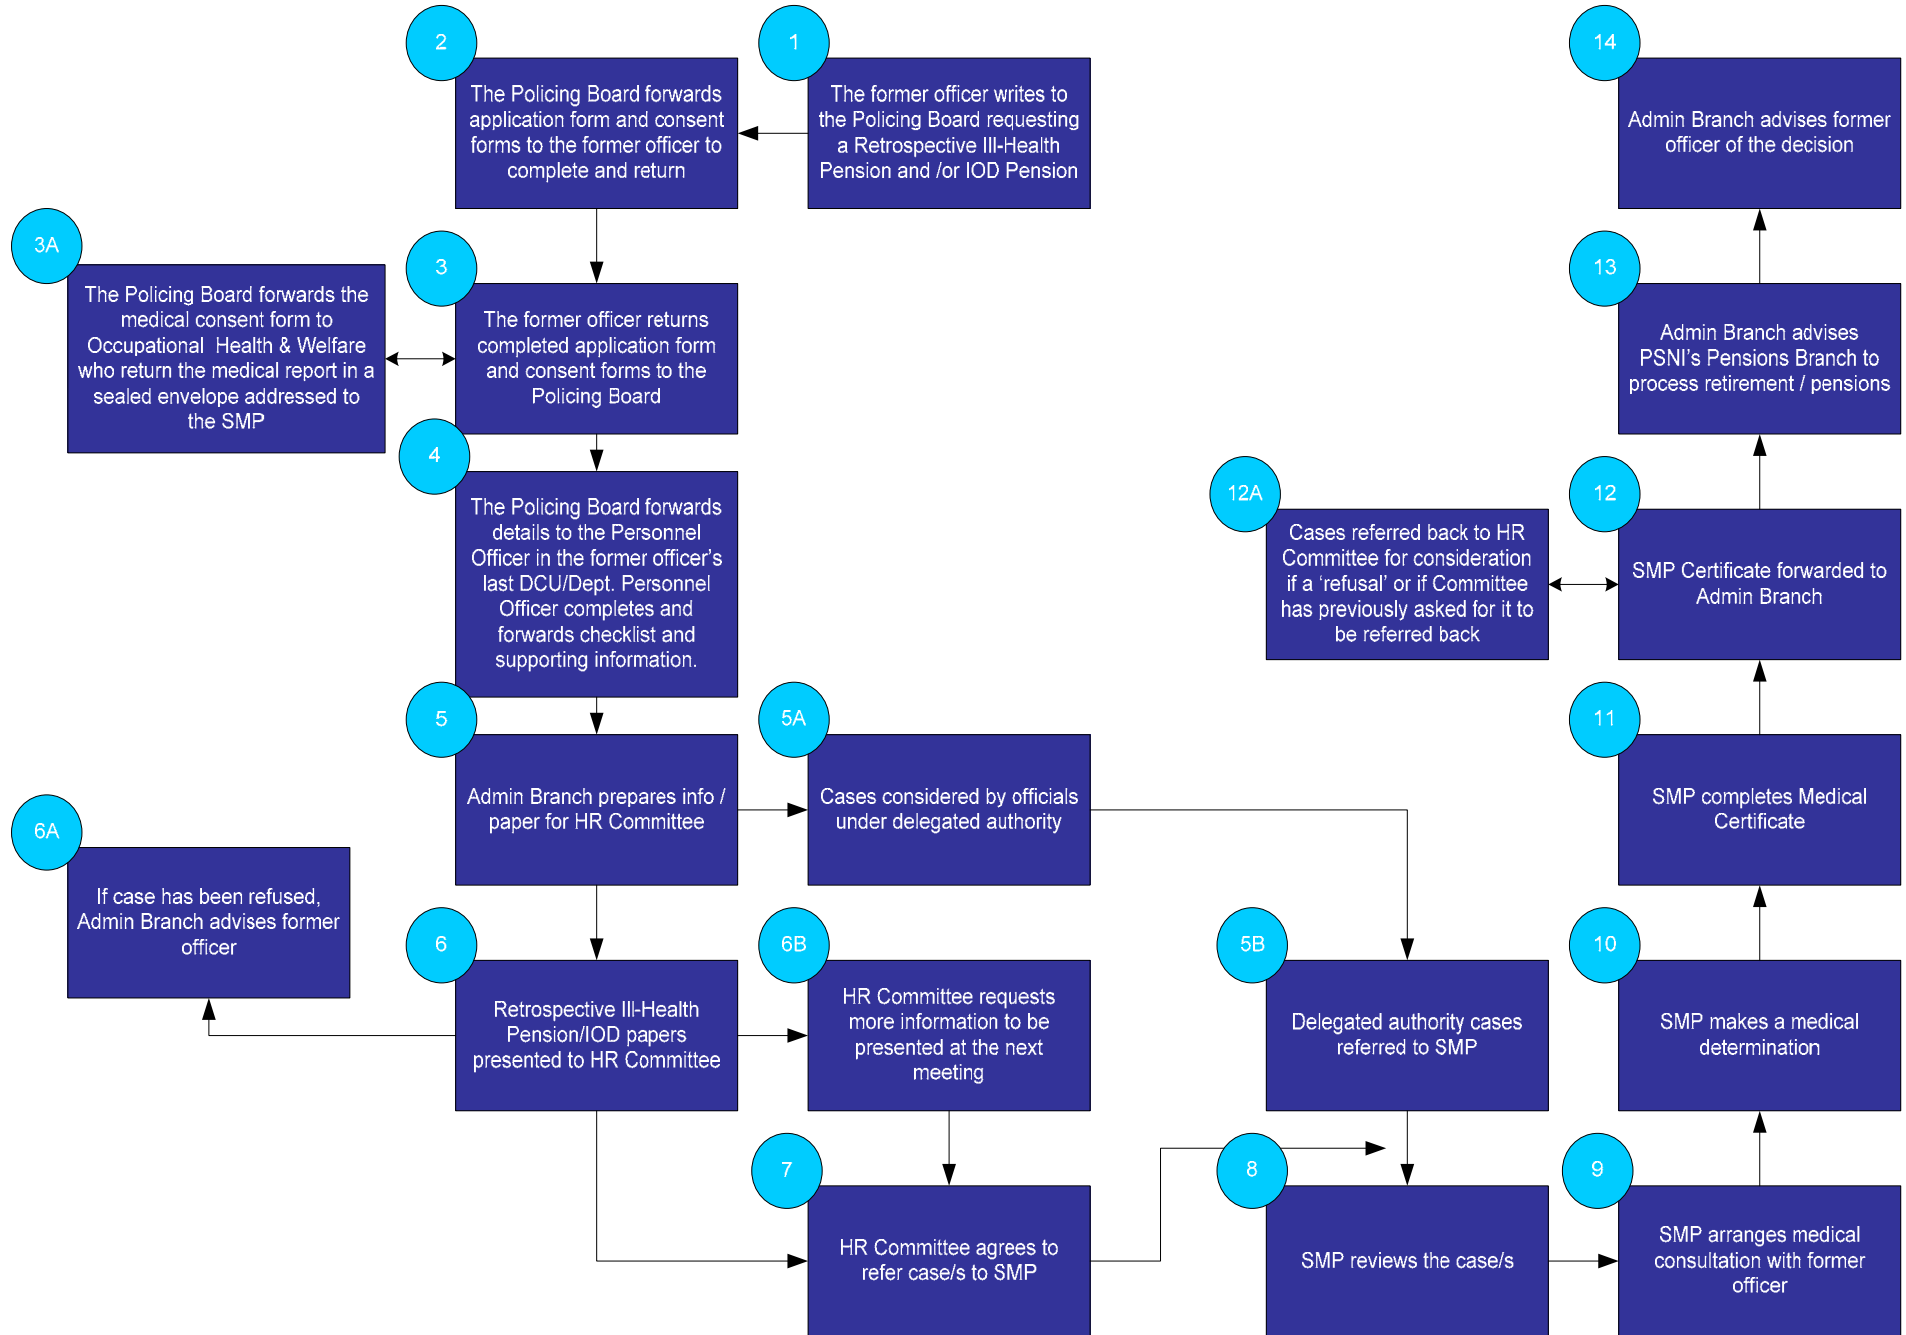 1
The former officer writes to
the Policing Board requesting
a Retrospective Ill-Health
Pension and /or IOD Pension
2
The Policing Board forwards
application form and consent
forms to the former officer to
complete and return
3
The former officer returns
completed application form
and consent forms to the
Policing Board
3A
The Policing Board forwards the
medical consent form to
Occupational Health & Welfare
who return the medical report in a
sealed envelope addressed to
the SMP
4
The Policing Board forwards
details to the Personnel
Officer in the former officer's
last DCU/Dept. Personnel
Officer completes and
forwards checklist and
supporting information.
5
Admin Branch prepares info /
paper for HR Committee
5A
Cases considered by officials
under delegated authority
5B
Delegated authority cases
referred to SMP
6
Retrospective Ill-Health
Pension/IOD papers
presented to HR Committee
6A
If case has been refused,
Admin Branch advises former
officer
6B
HR Committee requests
more information to be
presented at the next
meeting
7
HR Committee agrees to
refer case/s to SMP
8
SMP reviews the case/s
9
SMP arranges medical
consultation with former
officer
10
SMP makes a medical
determination
11
SMP completes Medical
Certificate
12
SMP Certificate forwarded to
Admin Branch
12A
Cases referred back to HR
Committee for consideration
if a 'refusal' or if Committee
has previously asked for it to
be referred back
13
Admin Branch advises
PSNI's Pensions Branch to
process retirement / pensions
14
Admin Branch advises former
officer of the decision